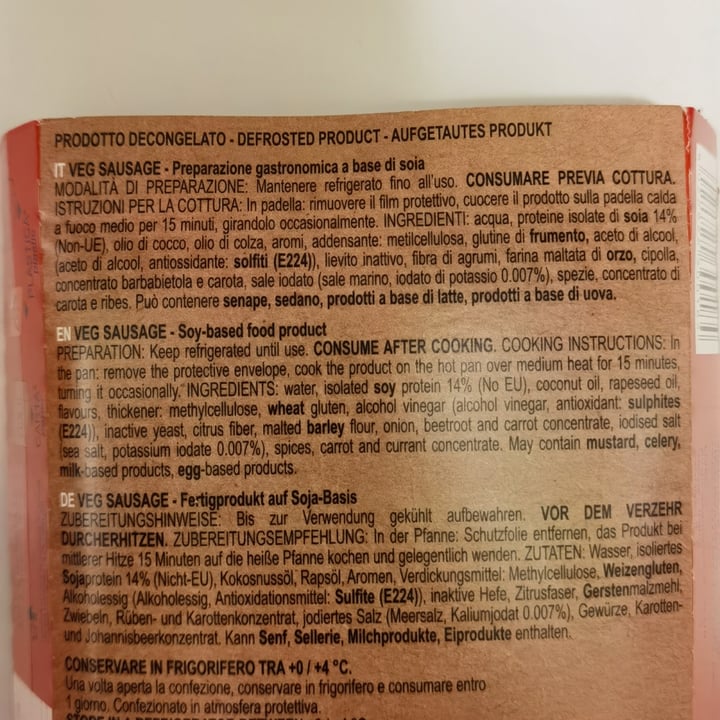 PRODOTTO DECONGELATO - DEFROSTED PRODUCT - AUFGETAUTES PRODUKT
IT VEG SAUSAGE - Preparazione gastronomica a base di soia
MODALITÀ DI PREPARAZIONE: Mantenere refrigerato fino all'uso. CONSUMARE PREVIA COTTURA.
ISTRUZIONI PER LA COTTURA: In padella: rimuovere il film protettivo, cuocere il prodotto sulla padella calda
a fuoco medio per 15 minuti, girandolo occasionalmente. INGREDIENTI: acqua, proteine isolate di soia 14%
(Non-UE), olio di cocco, olio di colza, aromi, addensante: metilcellulosa, glutine di frumento, aceto di alcool,
(aceto di alcool, antiossidante: solfiti (E224)), lievito inattivo, fibra di agrumi, farina maltata di orzo, cipolla,
concentrato barbabietola e carota, sale iodato (sale marino, iodato di potassio 0.007%), spezie, concentrato di
carota e ribes. Può contenere senape, sedano, prodotti a base di latte, prodotti a base di uova.
EN VEG SAUSAGE - Soy-based food product
PREPARATION: Keep refrigerated until use. CONSUME AFTER COOKING. COOKING INSTRUCTIONS: In
the pan: remove the protective envelope, cook the product on the hot pan over medium heat for 15 minutes,
turning it occasionally. INGREDIENTS: water, isolated soy protein 14% (No EU), coconut oil, rapeseed oil,
flavours, thickener: methylcellulose, wheat gluten, alcohol vinegar (alcohol vinegar, antioxidant: sulphites
(E224)), inactive yeast, citrus fiber, malted barley flour, onion, beetroot and carrot concentrate, iodised salt
(sea salt, potassium iodate 0.007%), spices, carrot and currant concentrate. May contain mustard, celery,
milk-based products, egg-based products.
DE VEG SAUSAGE - Fertigprodukt auf Soja-Basis
ZUBEREITUNGSHINWEISE: Bis zur Verwendung gekühlt aufbewahren. VOR DEM VERZEHR
DURCHERHITZEN. ZUBEREITUNGSEMPFEHLUNG: In der Pfanne: Schutzfolie entfernen, das Produkt bei
mittlerer Hitze 15 Minuten auf die heiße Pfanne kochen und gelegentlich wenden. ZUTATEN: Wasser, isoliertes
Sojaprotein 14% (Nicht-EU), Kokosnussöl, Rapsöl, Aromen, Verdickungsmittel: Methylcellulose, Weizengluten,
Alkoholessig (Alkoholessig, Antioxidationsmittel: Sulfite (E224)), inaktive Hefe, Zitrusfaser, Gerstenmalzmehl,
Zwiebeln, Rüben- und Karottenkonzentrat, jodiertes Salz (Meersalz, Kaliumjodat 0.007%), Gewürze, Karotten-
und Johannisbeerkonzentrat. Kann Senf, Sellerie, Milchprodukte, Eiprodukte enthalten.
CONSERVARE IN FRIGORIFERO TRA +0 / +4 °C.
Una volta aperta la confezione, conservare in frigorifero e consumare entro
1 giorno. Confezionato in atmosfera protettiva.